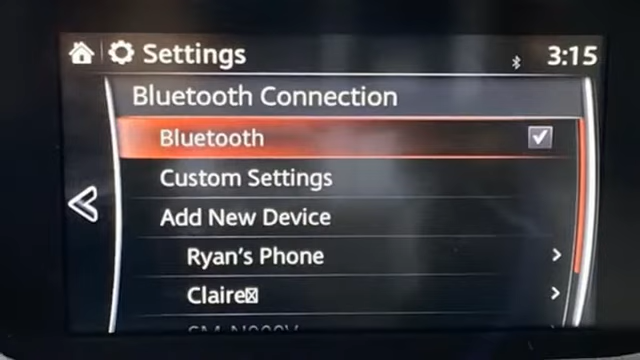 Settings 3:15
Bluetooth Connection
Bluetooth
Custom Settings
Add New Device
Ryan's Phone
Claire